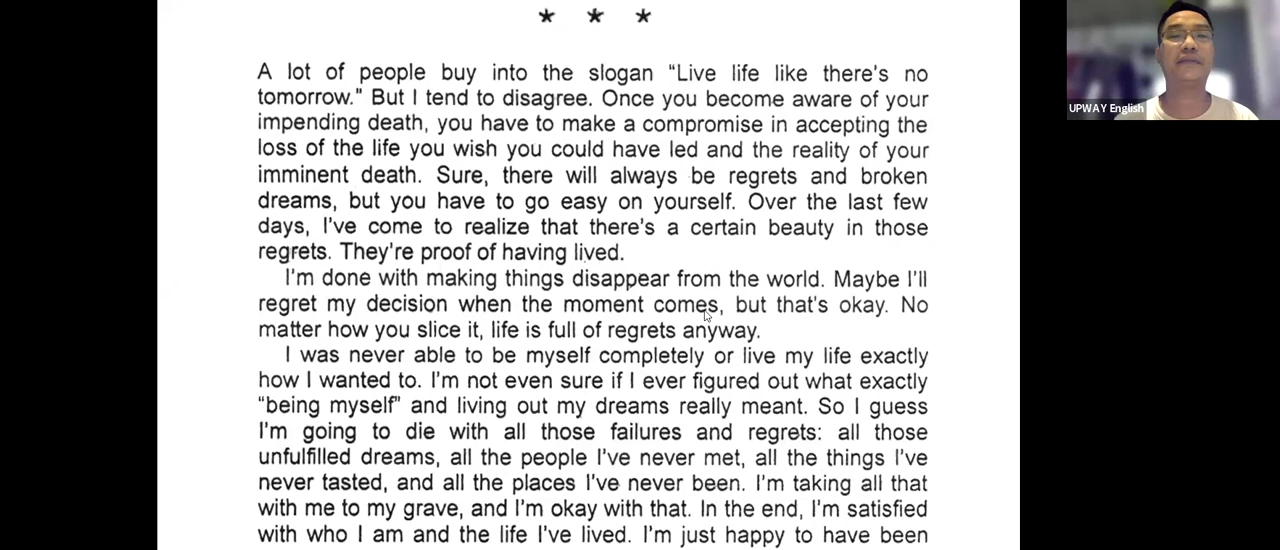 * * *
A lot of people buy into the slogan “Live life like there's no
tomorrow.” But I tend to disagree. Once you become aware of your
impending death, you have to make a compromise in accepting the
loss of the life you wish you could have led and the reality of your
imminent death. Sure, there will always be regrets and broken
dreams, but you have to go easy on yourself. Over the last few
days, I've come to realize that there's a certain beauty in those
regrets. They're proof of having lived.
I'm done with making things disappear from the world. Maybe I'll
regret my decision when the moment comes, but that's okay. No
matter how you slice it, life is full of regrets anyway.
I was never able to be myself completely or live my life exactly
how I wanted to. I'm not even sure if I ever figured out what exactly
“being myself” and living out my dreams really meant. So I guess
I'm going to die with all those failures and regrets: all those
unfulfilled dreams, all the people I've never met, all the things I've
never tasted, and all the places I've never been. I'm taking all that
with me to my grave, and I'm okay with that. In the end, I'm satisfied
with who I am and the life I've lived. I'm just happy to have been
UPWAY English